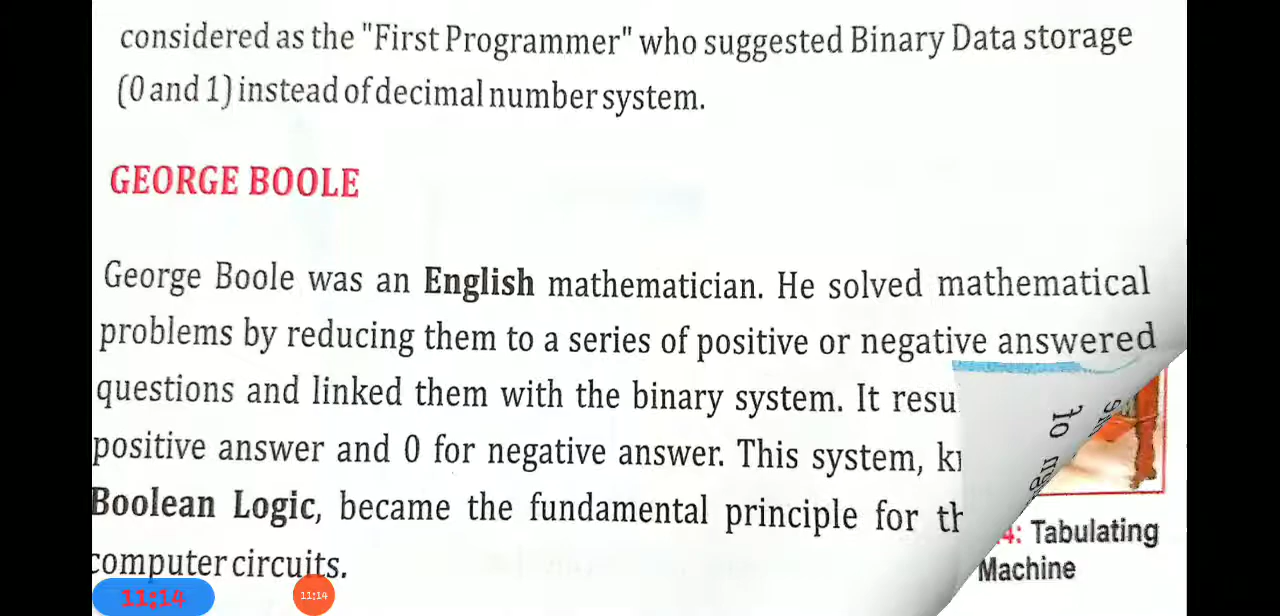 considered as the "First Programmer" who suggested Binary Data storage
(0 and 1) instead of decimal number system.
GEORGE BOOLE
George Boole was an English mathematician. He solved mathematical
problems by reducing them to a series of positive or negative answered
questions and linked them with the binary system. It resu
positive answer and 0 for negative answer. This system,
Boolean Logic, became the fundamental principle for th
computer circuits.
to
4: Tabulating
Machine
11:14
11:14